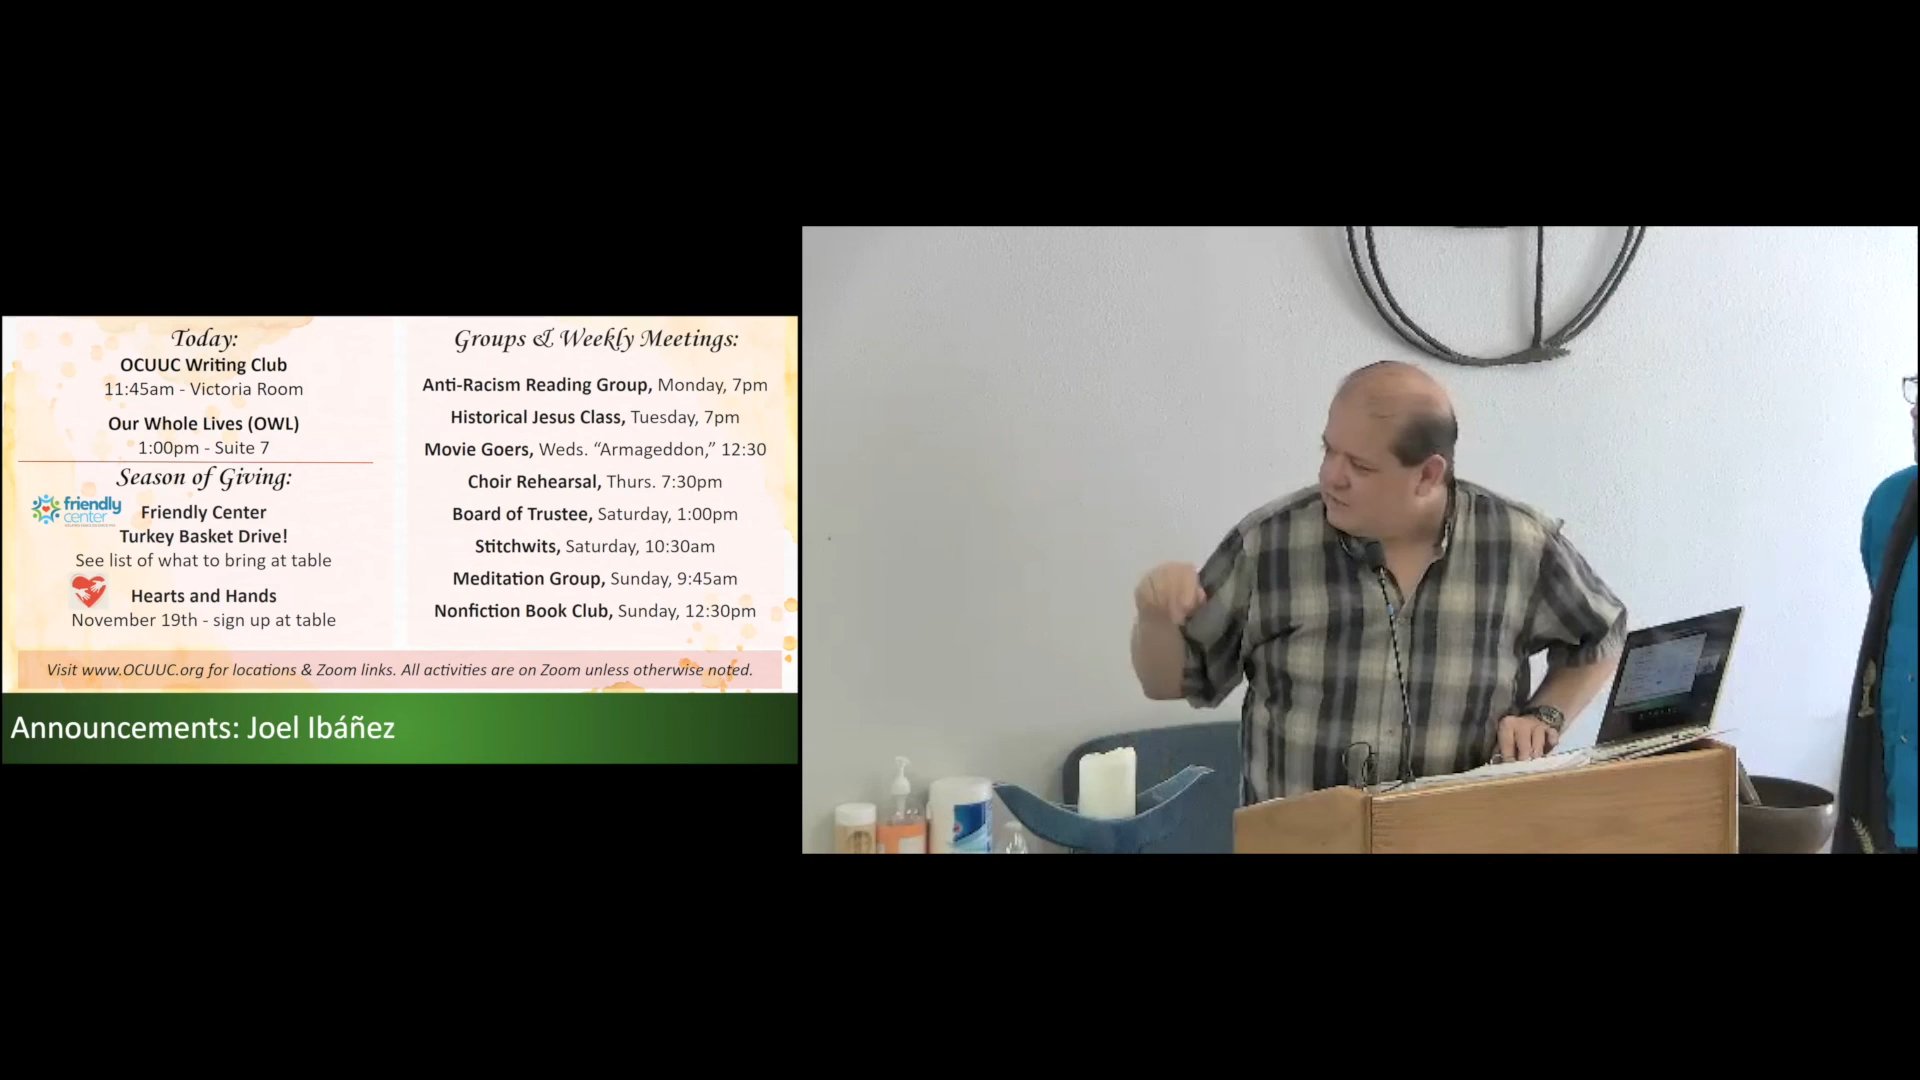 Today:
OCUUC Writing Club
11:45am - Victoria Room
Our Whole Lives (OWL)
1:00pm - Suite 7
Season of Giving:
friendly
center
Friendly Center
Turkey Basket Drive!
See list of what to bring at table
Hearts and Hands
November 19th - sign up at table
Groups & Weekly Meetings:
Anti-Racism Reading Group, Monday, 7pm
Historical Jesus Class, Tuesday, 7pm
Movie Goers, Weds. “Armageddon,” 12:30
Choir Rehearsal, Thurs. 7:30pm
Board of Trustee, Saturday, 1:00pm
Stitchwits, Saturday, 10:30am
Meditation Group, Sunday, 9:45am
Nonfiction Book Club, Sunday, 12:30pm
Visit www.OCUUC.org for locations & Zoom links. All activities are on Zoom unless otherwise noted.
Announcements: Joel Ibáñez